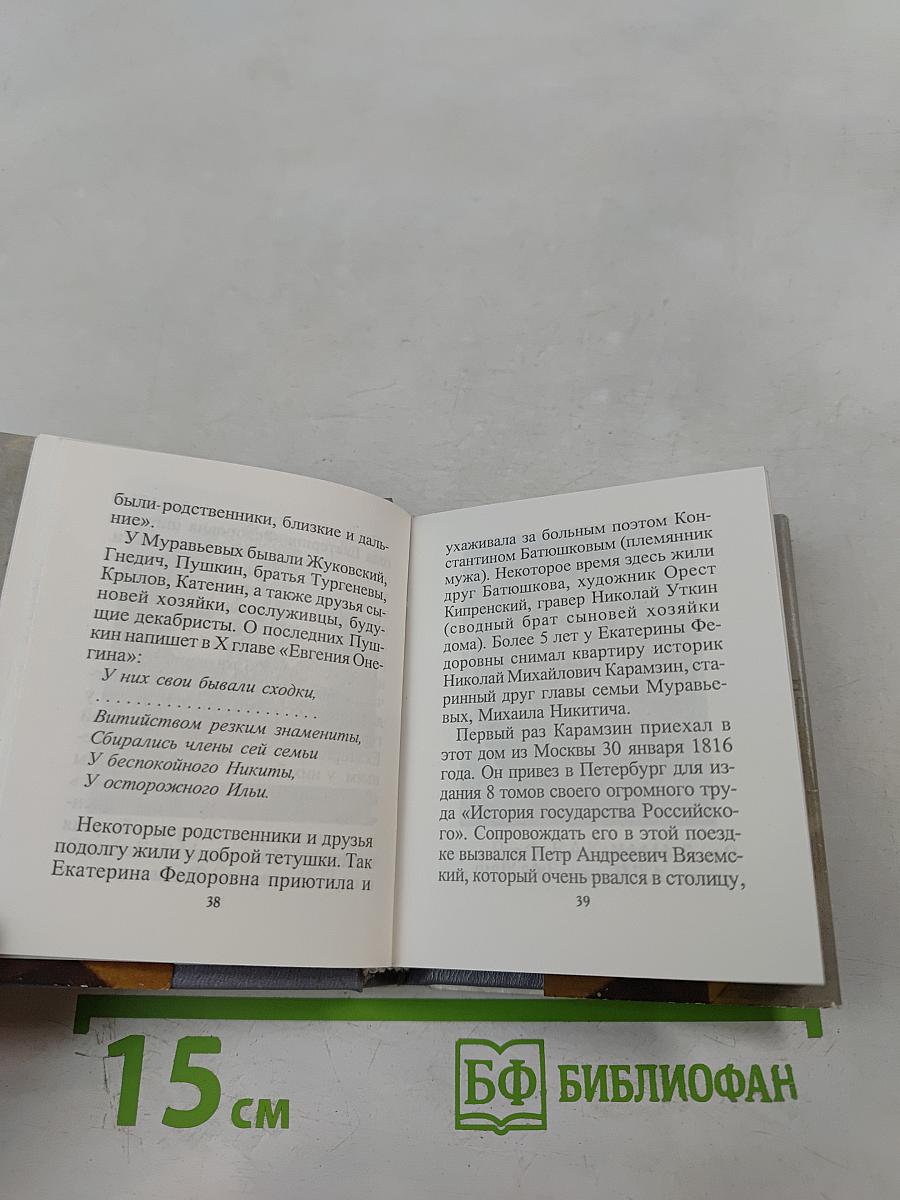 были родственники, близкие и даль-
ние».
У Муравьевых бывали Жуковский,
Гнедич, Пушкин, братья Тургеневы,
Крылов, Катенин, а также друзья сы-
новей хозяйки, сослуживцы, буду-
щие декабристы. О последних Пуш-
кин напишет в X главе «Евгения Оне-
гина»:
У них свои бывали сходки,
. . . . . . . . . . . . . . . . . . . . . .
Витийством резким знамениты,
Сбирались члены сей семьи
У беспокойного Никиты,
У осторожного Ильи.
Некоторые родственники и друзья
подолгу жили у доброй тетушки. Так
Екатерина Федоровна приютила и
38
ухаживала за больным поэтом Кон-
стантином Батюшковым (племянник
мужа). Некоторое время здесь жили
друг Батюшкова, художник Орест
Кипренский, гравер Николай Уткин
(сводный брат сыновей хозяйки
дома). Более 5 лет у Екатерины Фе-
доровны снимал квартиру историк
Николай Михайлович Карамзин, ста-
ринный друг главы семьи Муравье-
вых, Михаила Никитича.
Первый раз Карамзин приехал в
этот дом из Москвы 30 января 1816
года. Он привез в Петербург для из-
дания 8 томов своего огромного тру-
да «История государства Российско-
го». Сопровождать его в этой поезд-
ке вызвался Петр Андреевич Вяземс-
кий, который очень рвался в столицу,
39
15 см
БФ БИБЛИОФАН